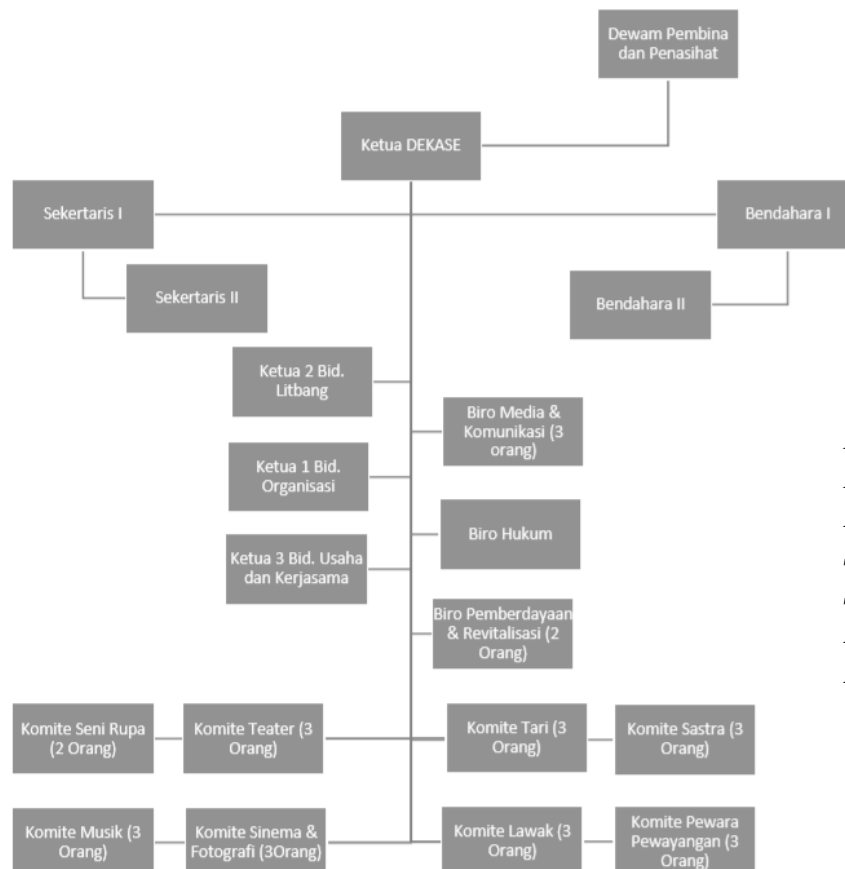 Dewam Pembina
dan Penasihat
Ketua DEKASE
Sekertaris I
Bendahara I
Sekertaris II
Bendahara II
Ketua 2 Bid.
Litbang
Biro Media &
Komunikasi (3
orang)
Ketua 1 Bid.
Organisasi
Biro Hukum
Ketua 3 Bid. Usaha
dan Kerjasama
Biro Pemberdayaan
& Revitalisasi (2
Orang)
Komite Seni Rupa
(2 Orang)
Komite Teater (3
Orang)
Komite Tari (3
Orang)
Komite Sastra (3
Orang)
Komite Musik (3
Orang)
Komite Sinema &
Fotografi (3Orang)
Komite Lawak (3
Orang)
Komite Pewara
Pewayangan (3
Orang)